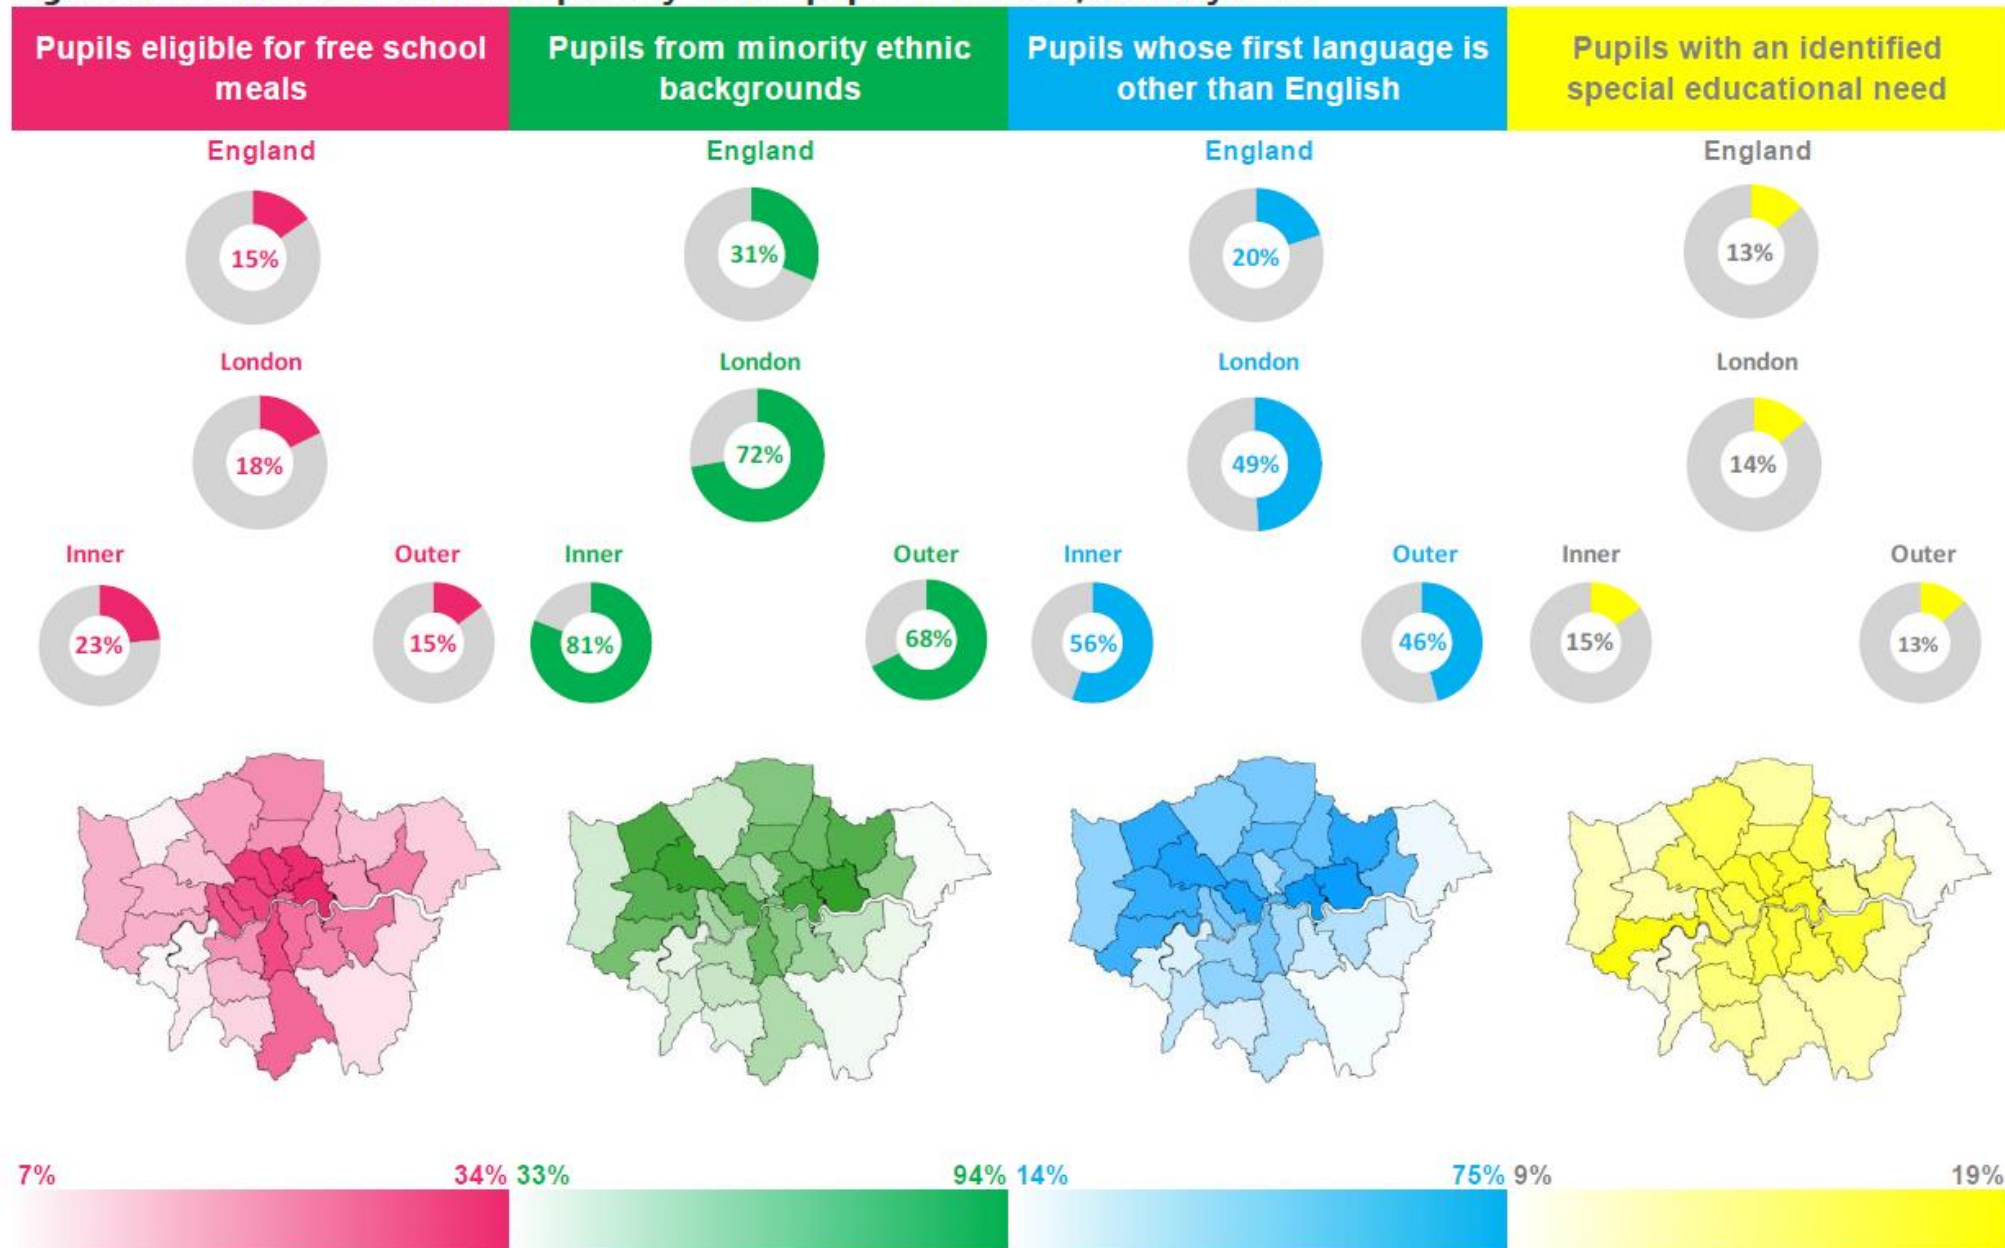 Pupils eligible for free school
meals
Pupils from minority ethnic
backgrounds
Pupils whose first language is
other than English
Pupils with an identified
special educational need
England
England
England
England
15%
31%
20%
13%
London
London
London
London
18%
72%
49%
14%
Inner
Outer
Inner
Outer
Inner
Outer
Inner
Outer
23%
15%
81%
68%
56%
46%
15%
13%
7%
34%
33%
94%
14%
75%
9%
19%